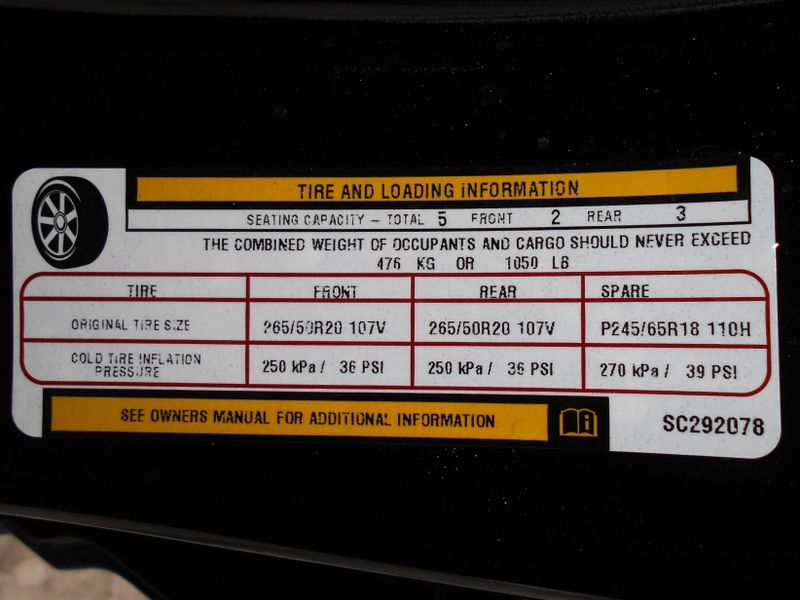 TIRE AND LOADING INFORMATION
SEATING CAPACITY – TOTAL 5 FRONT 2 REAR 3
THE COMBINED WEIGHT OF OCCUPANTS AND CARGO SHOULD NEVER EXCEED
476 KG OR 1050 LB
TIRE FRONT REAR SPARE
ORIGINAL TIRE SIZE 265/50R20 107V 265/50R20 107V P245/65R18 110H
COLD TIRE INFLATION
PRESSURE 250 kPa / 36 PSI 250 kPa / 36 PSI 270 kPa / 39 PSI
SEE OWNERS MANUAL FOR ADDITIONAL INFORMATION
SC292078